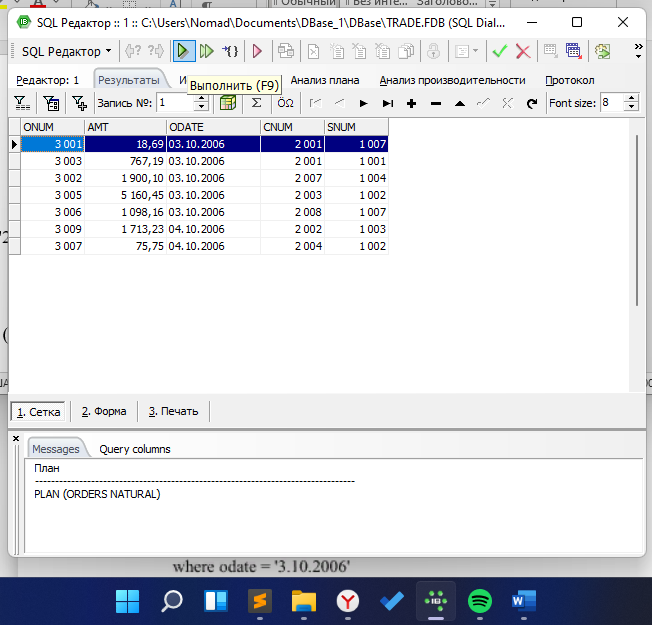 SQL Редактор :: 1 :: C:\Users\Nomad\Documents\DBase_1\DBase\TRADE.FDB (SQL Dial...
SQL Редактор
Редактор: 1 Результаты Анализ плана Анализ производительности Протокол
Выполнить (F9)
Запись №: 1 Σ ÖΩ Font size: 8
ONUM AMT ODATE CNUM SNUM
3 001 18,69 03.10.2006 2 001 1 007
3 003 767,19 03.10.2006 2 001 1 001
3 002 1 900,10 03.10.2006 2 007 1 004
3 005 5 160,45 03.10.2006 2 003 1 002
3 006 1 098,16 03.10.2006 2 008 1 007
3 009 1 713,23 04.10.2006 2 002 1 003
3 007 75,75 04.10.2006 2 004 1 002
1. Сетка 2. Форма 3. Печать
Messages Query columns
План
--------------------------------------------------------------------------------
PLAN (ORDERS NATURAL)
where odate = '3.10.2006'